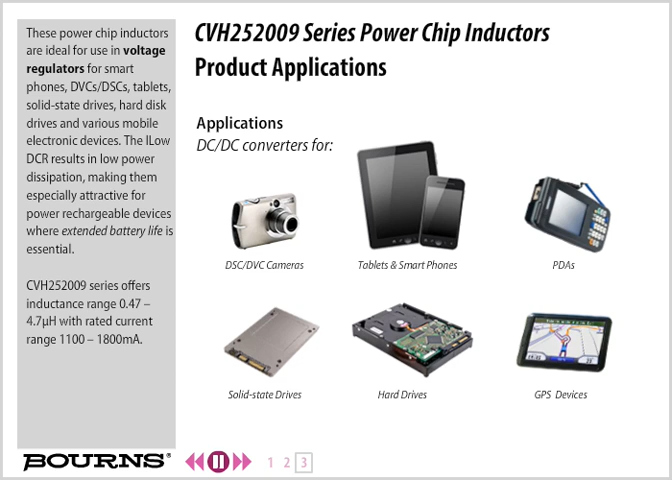 These power chip inductors
are ideal for use in voltage
regulators for smart
phones, DVCs/DSCs, tablets,
solid-state drives, hard disk
drives and various mobile
electronic devices. The lLow
DCR results in low power
dissipation, making them
especially attractive for
power rechargeable devices
where extended battery life is
essential.
CVH252009 series offers
inductance range 0.47 –
4.7µH with rated current
range 1100 – 1800mA.
CVH252009 Series Power Chip Inductors
Product Applications
Applications
DC/DC converters for:
DSC/DVC Cameras
Tablets & Smart Phones
PDAs
Solid-state Drives
Hard Drives
GPS Devices
BOURNS®
1 2 3